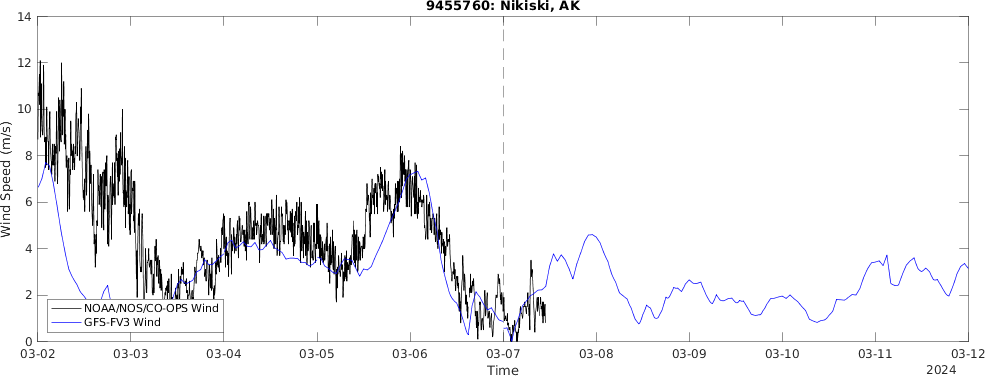 9455760: Nikiski, AK
14
12
10
8
6
4
2
0
Wind Speed (m/s)
NOAA/NOS/CO-OPS Wind
GFS-FV3 Wind
03-02 03-03 03-04 03-05 03-06 03-07 03-08 03-09 03-10 03-11 03-12
Time
2024